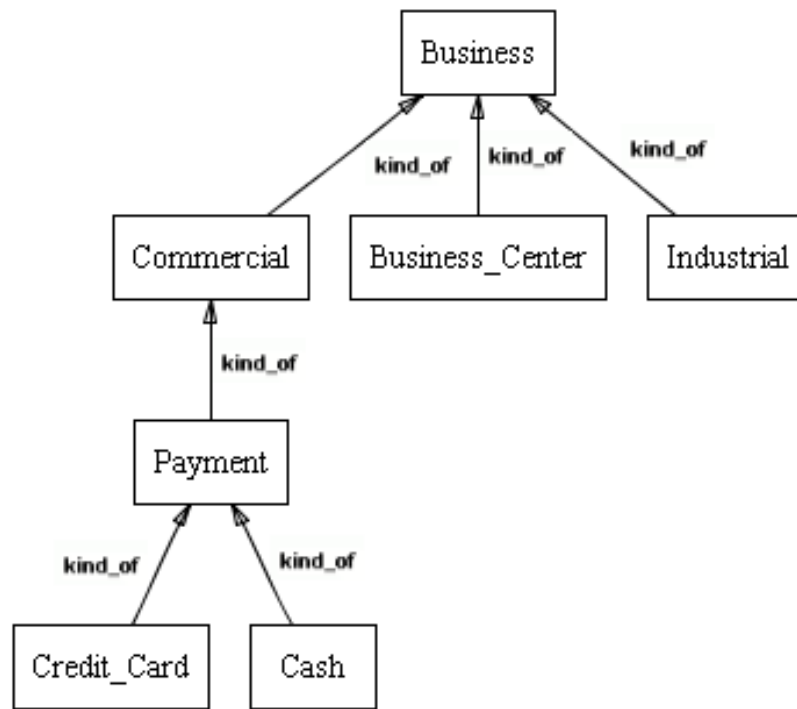 Business
kind_of
kind_of
kind_of
Commercial
Business_Center
Industrial
kind_of
Payment
kind_of
kind_of
Credit_Card
Cash